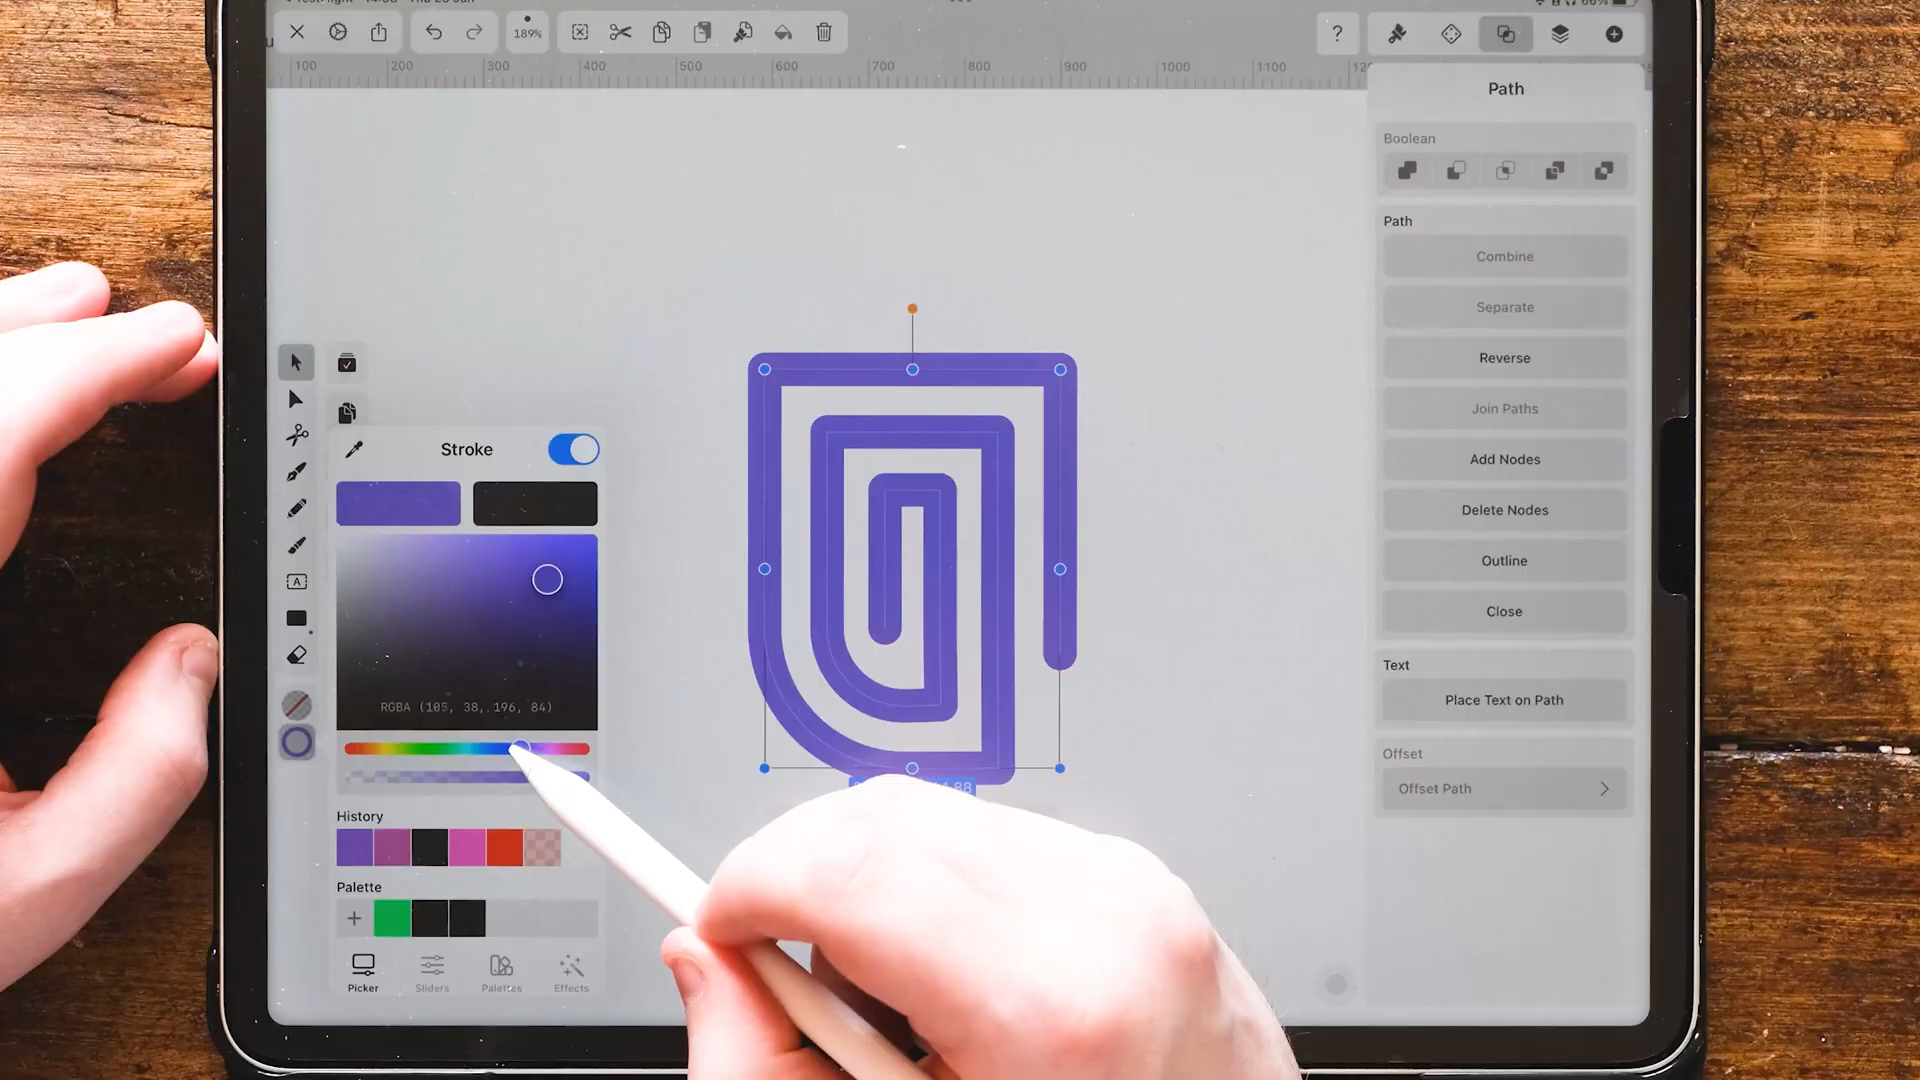 189%
?
100 200 300 400 500 600 700 800 900 1000 1100
Path
Boolean
Path
Combine
Separate
Reverse
Join Paths
Add Nodes
Delete Nodes
Outline
Close
Text
Place Text on Path
Offset
Offset Path
Stroke
A
RGBA (105, 38, 196, 84)
History
Palette
+
Picker Sliders Palettes Effects